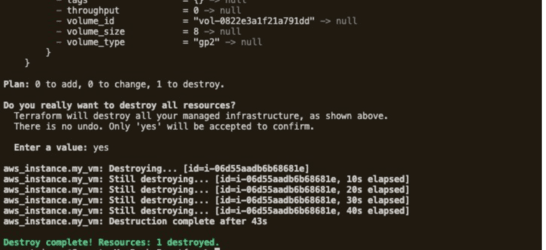 - tags = {} -> null
- throughput = 0 -> null
- volume_id = "vol-0822e3a1f21a791dd" -> null
- volume_size = 8 -> null
- volume_type = "gp2" -> null
}
}
Plan: 0 to add, 0 to change, 1 to destroy.
Do you really want to destroy all resources?
Terraform will destroy all your managed infrastructure, as shown above.
There is no undo. Only 'yes' will be accepted to confirm.
Enter a value: yes
aws_instance.my_vm: Destroying... [id=i-06d55aadb6b68681e]
aws_instance.my_vm: Still destroying... [id=i-06d55aadb6b68681e, 10s elapsed]
aws_instance.my_vm: Still destroying... [id=i-06d55aadb6b68681e, 20s elapsed]
aws_instance.my_vm: Still destroying... [id=i-06d55aadb6b68681e, 30s elapsed]
aws_instance.my_vm: Still destroying... [id=i-06d55aadb6b68681e, 40s elapsed]
aws_instance.my_vm: Destruction complete after 43s
Destroy complete! Resources: 1 destroyed.